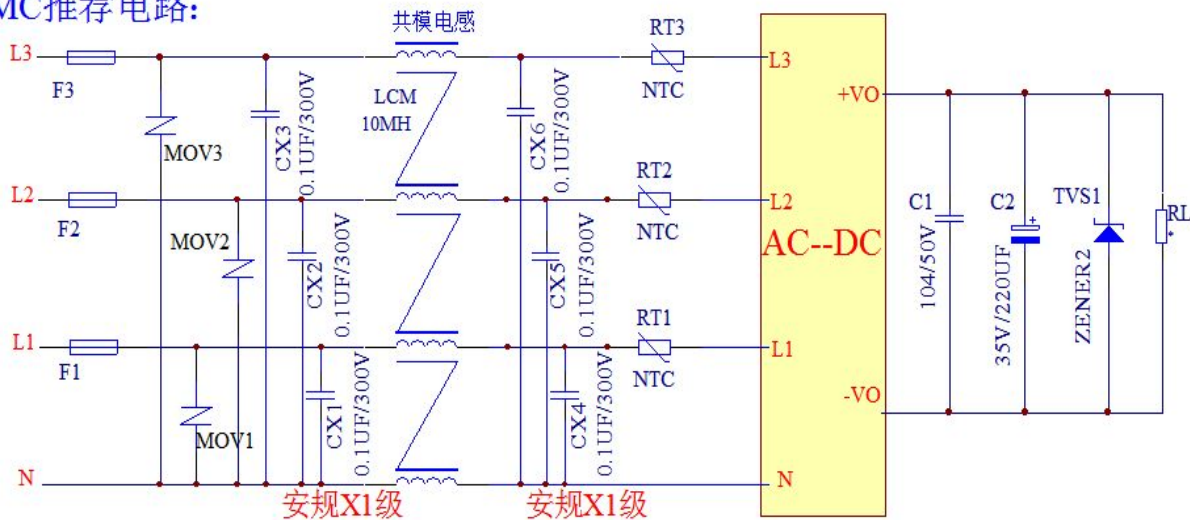 MC推荐电路:
共模电感
L3
F3
MOV3
CX3
0.1UF/300V
LCM
10MH
CX6
0.1UF/300V
RT3
NTC
L3
L2
F2
MOV2
CX2
0.1UF/300V
CX5
0.1UF/300V
RT2
NTC
L2
L1
F1
MOV1
CX1
0.1UF/300V
CX4
0.1UF/300V
RT1
NTC
L1
N
安规X1级
安规X1级
N
AC--DC
+VO
-VO
C1
104/50V
C2
+
35V/220UF
TVS1
ZENER2
RL
*